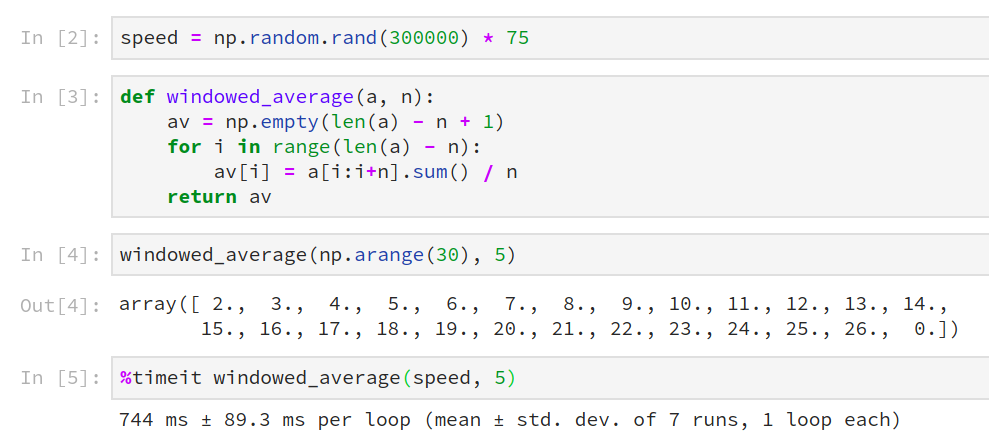 In [2]: speed = np.random.rand(300000) * 75
In [3]: def windowed_average(a, n):
    av = np.empty(len(a) - n + 1)
    for i in range(len(a) - n):
        av[i] = a[i:i+n].sum() / n
    return av
In [4]: windowed_average(np.arange(30), 5)
Out[4]: array([ 2.,  3.,  4.,  5.,  6.,  7.,  8.,  9., 10., 11., 12., 13., 14.,
       15., 16., 17., 18., 19., 20., 21., 22., 23., 24., 25., 26.,  0.])
In [5]: %timeit windowed_average(speed, 5)
744 ms ± 89.3 ms per loop (mean ± std. dev. of 7 runs, 1 loop each)